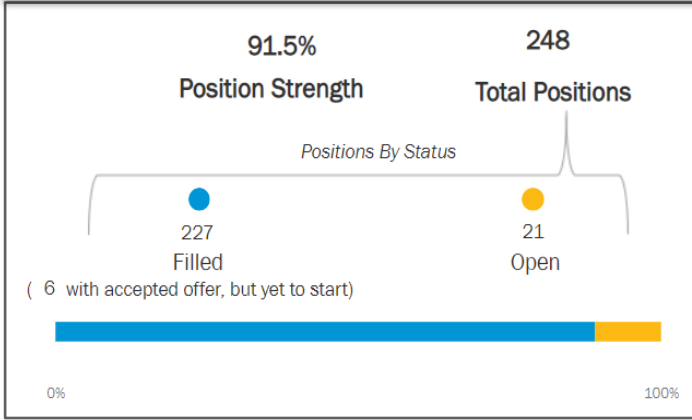 91.5%
248
Position Strength
Total Positions
Positions By Status
227
21
Filled
Open
( 6 with accepted offer, but yet to start)
0%
100%